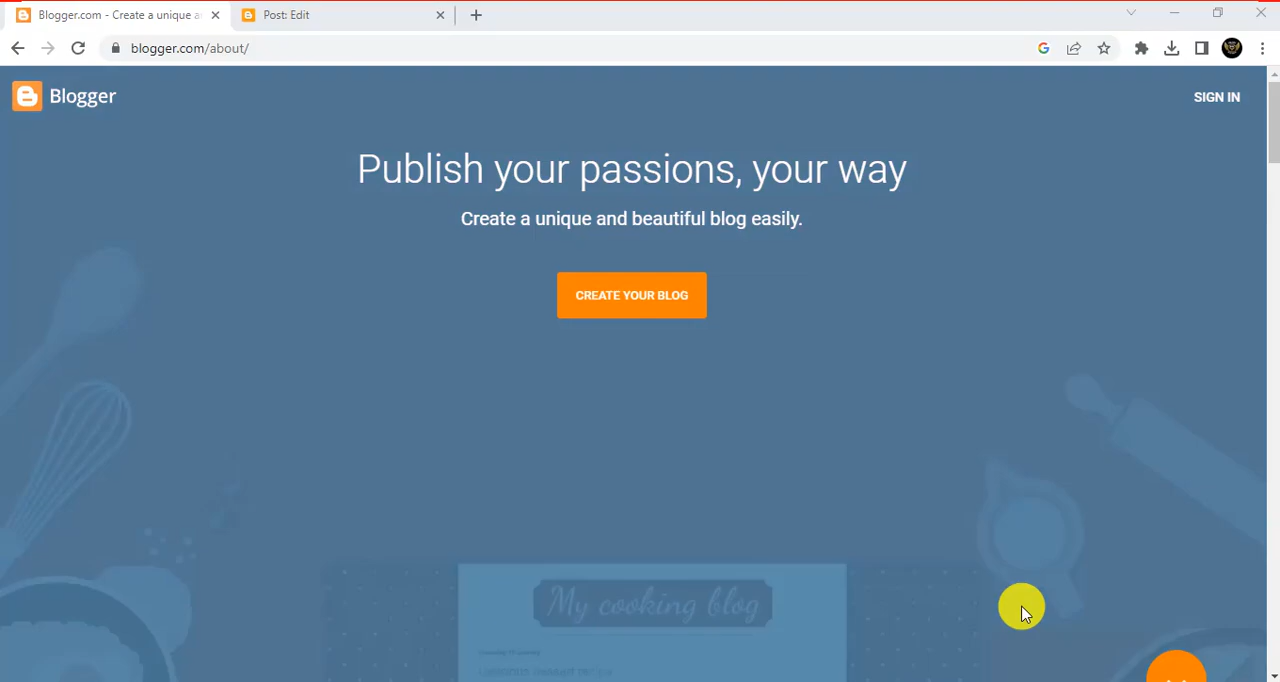 Blogger.com - Create a unique a
Post: Edit
blogger.com/about/
Blogger
SIGN IN
Publish your passions, your way
Create a unique and beautiful blog easily.
CREATE YOUR BLOG
My cooking blog